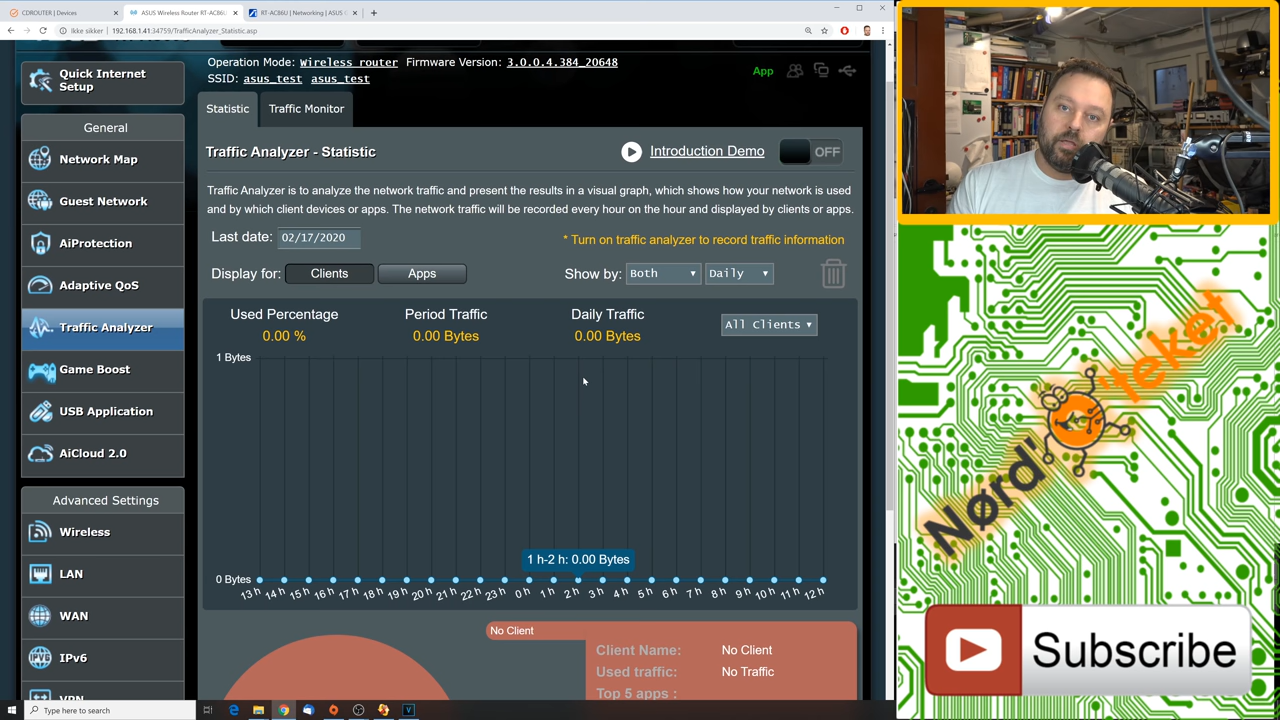 CDROUTER | Devices
ASUS Wireless Router RT-AC86U
RT-AC86U | Networking | ASUS
Ikke sikker | 192.168.1.41:34759/TrafficAnalyzer_Statistic.asp
Operation Mode: Wireless router Firmware Version: 3.0.0.4.384_20648
SSID: asus_test asus_test
App
Quick Internet
Setup
General
Network Map
Guest Network
AiProtection
Adaptive QoS
Traffic Analyzer
Game Boost
USB Application
AiCloud 2.0
Advanced Settings
Wireless
LAN
WAN
IPv6
VPN
Statistic
Traffic Monitor
Traffic Analyzer - Statistic
Introduction Demo
OFF
Traffic Analyzer is to analyze the network traffic and present the results in a visual graph, which shows how your network is used
and by which client devices or apps. The network traffic will be recorded every hour on the hour and displayed by clients or apps.
Last date: 02/17/2020
* Turn on traffic analyzer to record traffic information
Display for: Clients Apps
Show by: Both Daily
Used Percentage
0.00 %
Period Traffic
0.00 Bytes
Daily Traffic
0.00 Bytes
All Clients
1 Bytes
1 h-2 h: 0.00 Bytes
0 Bytes
13 h 14 h 15 h 16 h 17 h 18 h 19 h 20 h 21 h 22 h 23 h 0 h 1 h 2 h 3 h 4 h 5 h 6 h 7 h 8 h 9 h 10 h 11 h 12 h
No Client
Client Name: No Client
Used traffic: No Traffic
Top 5 apps :
Type here to search
Nørd'teket
Subscribe